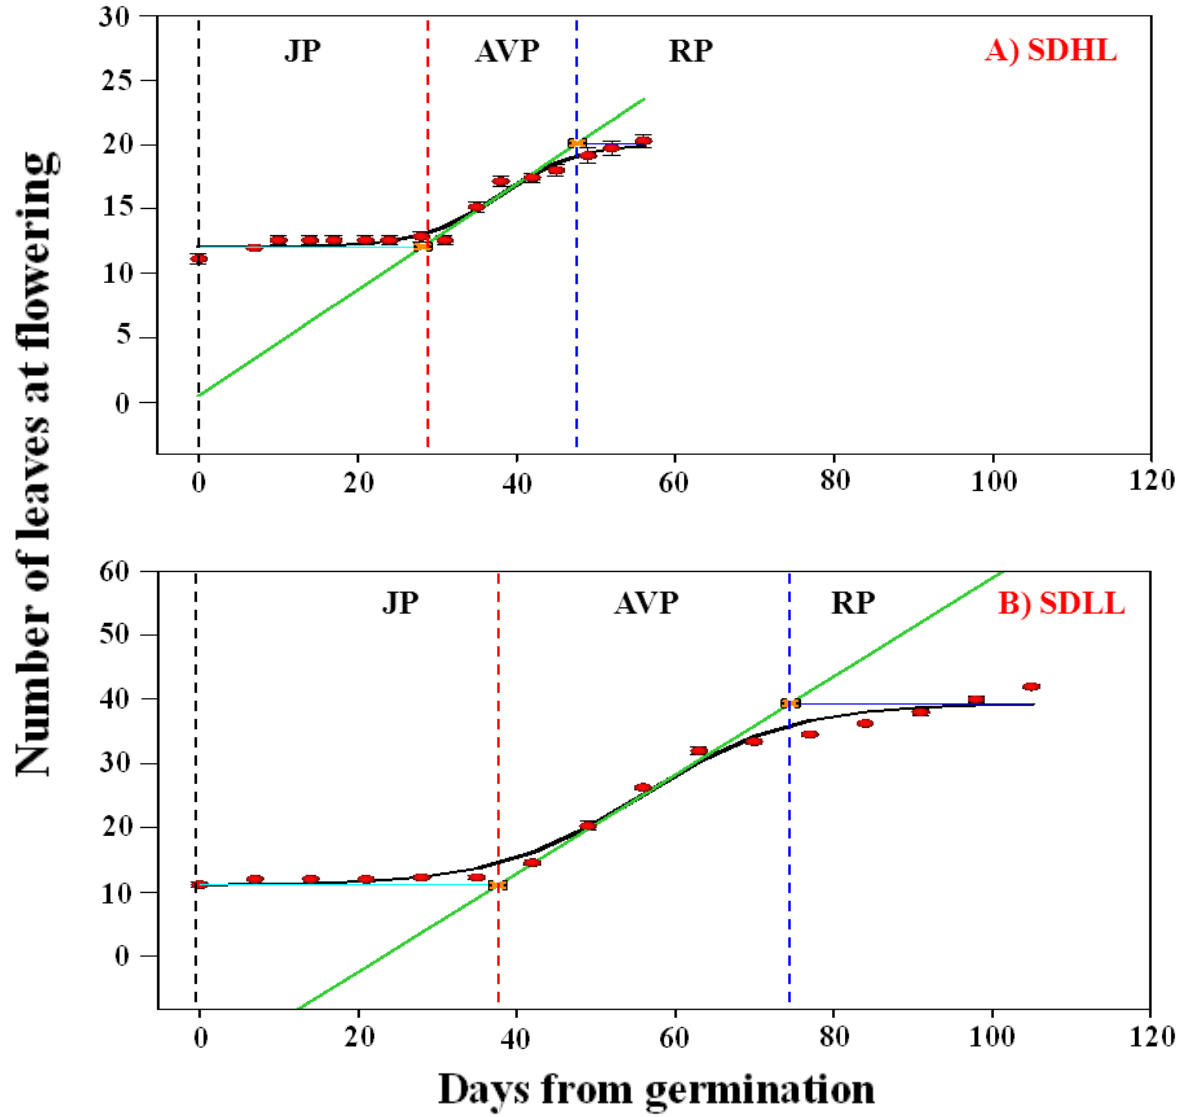 Number of leaves at flowering
30
25
20
15
10
5
0
JP AVP RP A) SDHL
0 20 40 60 80 100 120
60
50
40
30
20
10
0
JP AVP RP B) SDLL
0 20 40 60 80 100 120
Days from germination